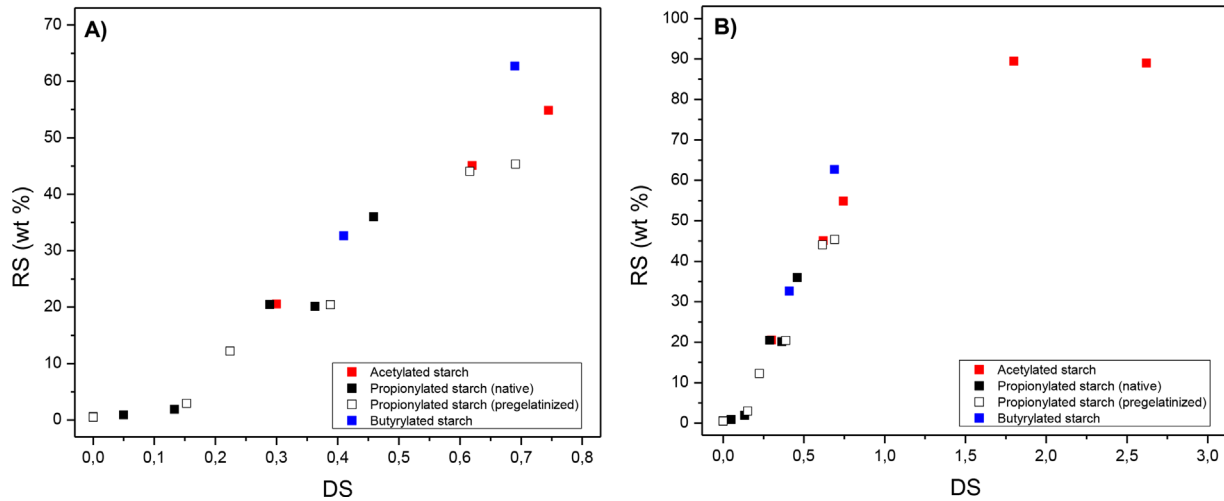 A)
RS (wt %)
70
60
50
40
30
20
10
0
0,0 0,1 0,2 0,3 0,4 0,5 0,6 0,7 0,8
DS
Acetylated starch
Propionylated starch (native)
Propionylated starch (pregelatinized)
Butyrylated starch
B)
RS (wt %)
100
90
80
70
60
50
40
30
20
10
0
0,0 0,5 1,0 1,5 2,0 2,5 3,0
DS
Acetylated starch
Propionylated starch (native)
Propionylated starch (pregelatinized)
Butyrylated starch